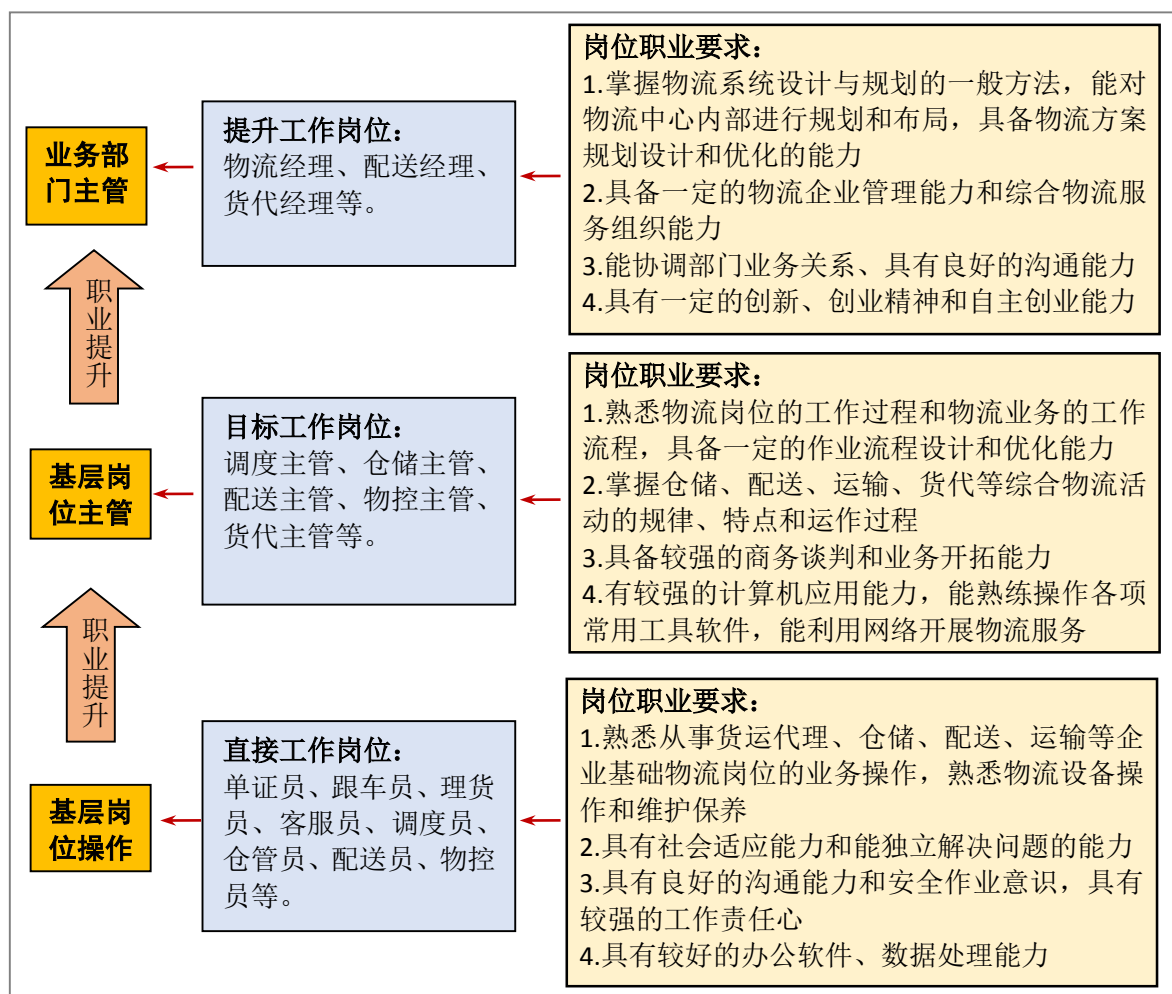 业务部
门主管
提升工作岗位：
物流经理、配送经理、
货代经理等。
岗位职业要求：
1.掌握物流系统设计与规划的一般方法，能对
物流中心内部进行规划和布局，具备物流方案
规划设计和优化的能力
2.具备一定的物流企业管理能力和综合物流服
务组织能力
3.能协调部门业务关系、具有良好的沟通能力
4.具有一定的创新、创业精神和自主创业能力
职业提升
基层岗
位主管
目标工作岗位：
调度主管、仓储主管、
配送主管、物控主管、
货代主管等。
岗位职业要求：
1.熟悉物流岗位的工作过程和物流业务的工作
流程，具备一定的作业流程设计和优化能力
2.掌握仓储、配送、运输、货代等综合物流活
动的规律、特点和运作过程
3.具备较强的商务谈判和业务开拓能力
4.有较强的计算机应用能力，能熟练操作各项
常用工具软件，能利用网络开展物流服务
职业提升
基层岗
位操作
直接工作岗位：
单证员、跟车员、理货
员、客服员、调度员、
仓管员、配送员、物控
员等。
岗位职业要求：
1.熟悉从事货运代理、仓储、配送、运输等企
业基础物流岗位的业务操作，熟悉物流设备操
作和维护保养
2.具有社会适应能力和能独立解决问题的能力
3.具有良好的沟通能力和安全作业意识，具有
较强的工作责任心
4.具有较好的办公软件、数据处理能力